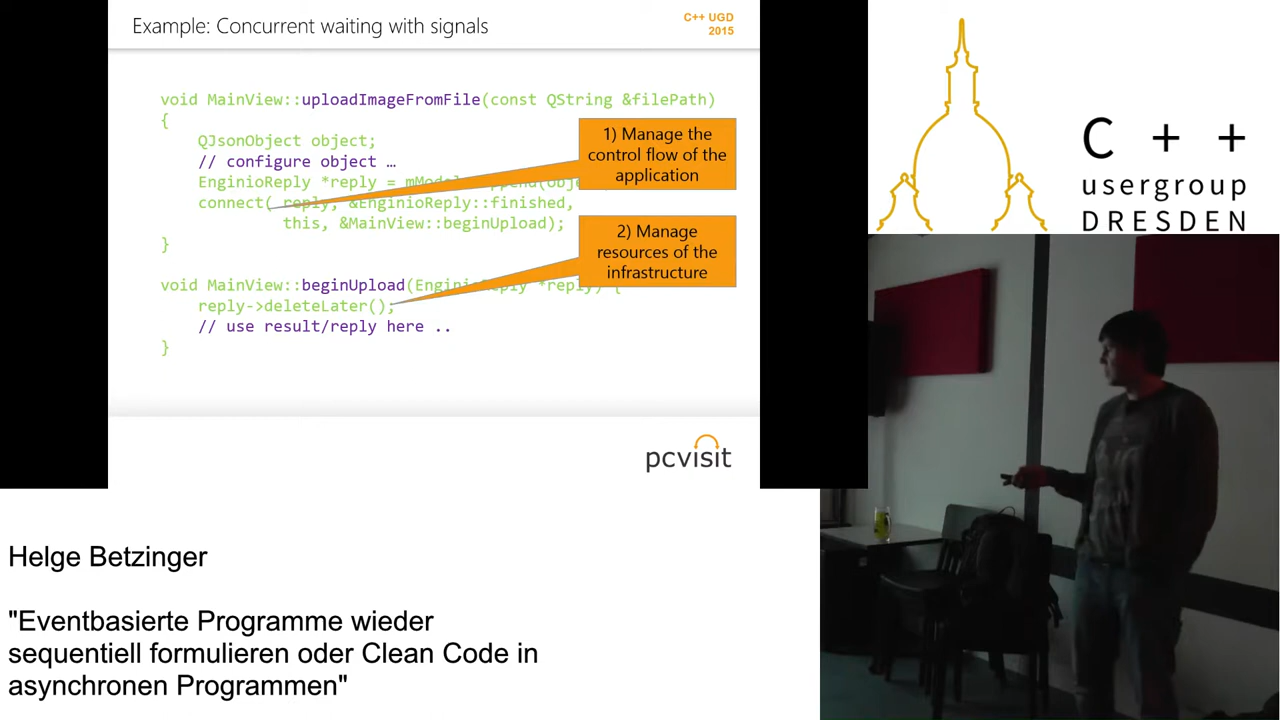 Example: Concurrent waiting with signals
C++ UGD
2015
void MainView::uploadImageFromFile(const QString &filePath)
{
QJsonObject object;
// configure object …
EnginioReply *reply =
connect( reply, &EnginioReply::finished,
this, &MainView::beginUpload);
}
void MainView::beginUpload(EnginioReply *reply) {
reply->deleteLater();
// use result/reply here ..
}
1) Manage the
control flow of the
application
2) Manage
resources of the
infrastructure
pcvisit
C + +
usergroup
DRESDEN
Helge Betzinger
"Eventbasierte Programme wieder
sequentiell formulieren oder Clean Code in
asynchronen Programmen"